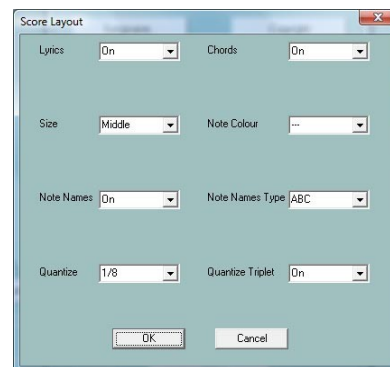 Score Layout
Lyrics On Chords On
Size Middle Note Colour ---
Note Names On Note Names Type ABC
Quantize 1/8 Quantize Triplet On
OK Cancel